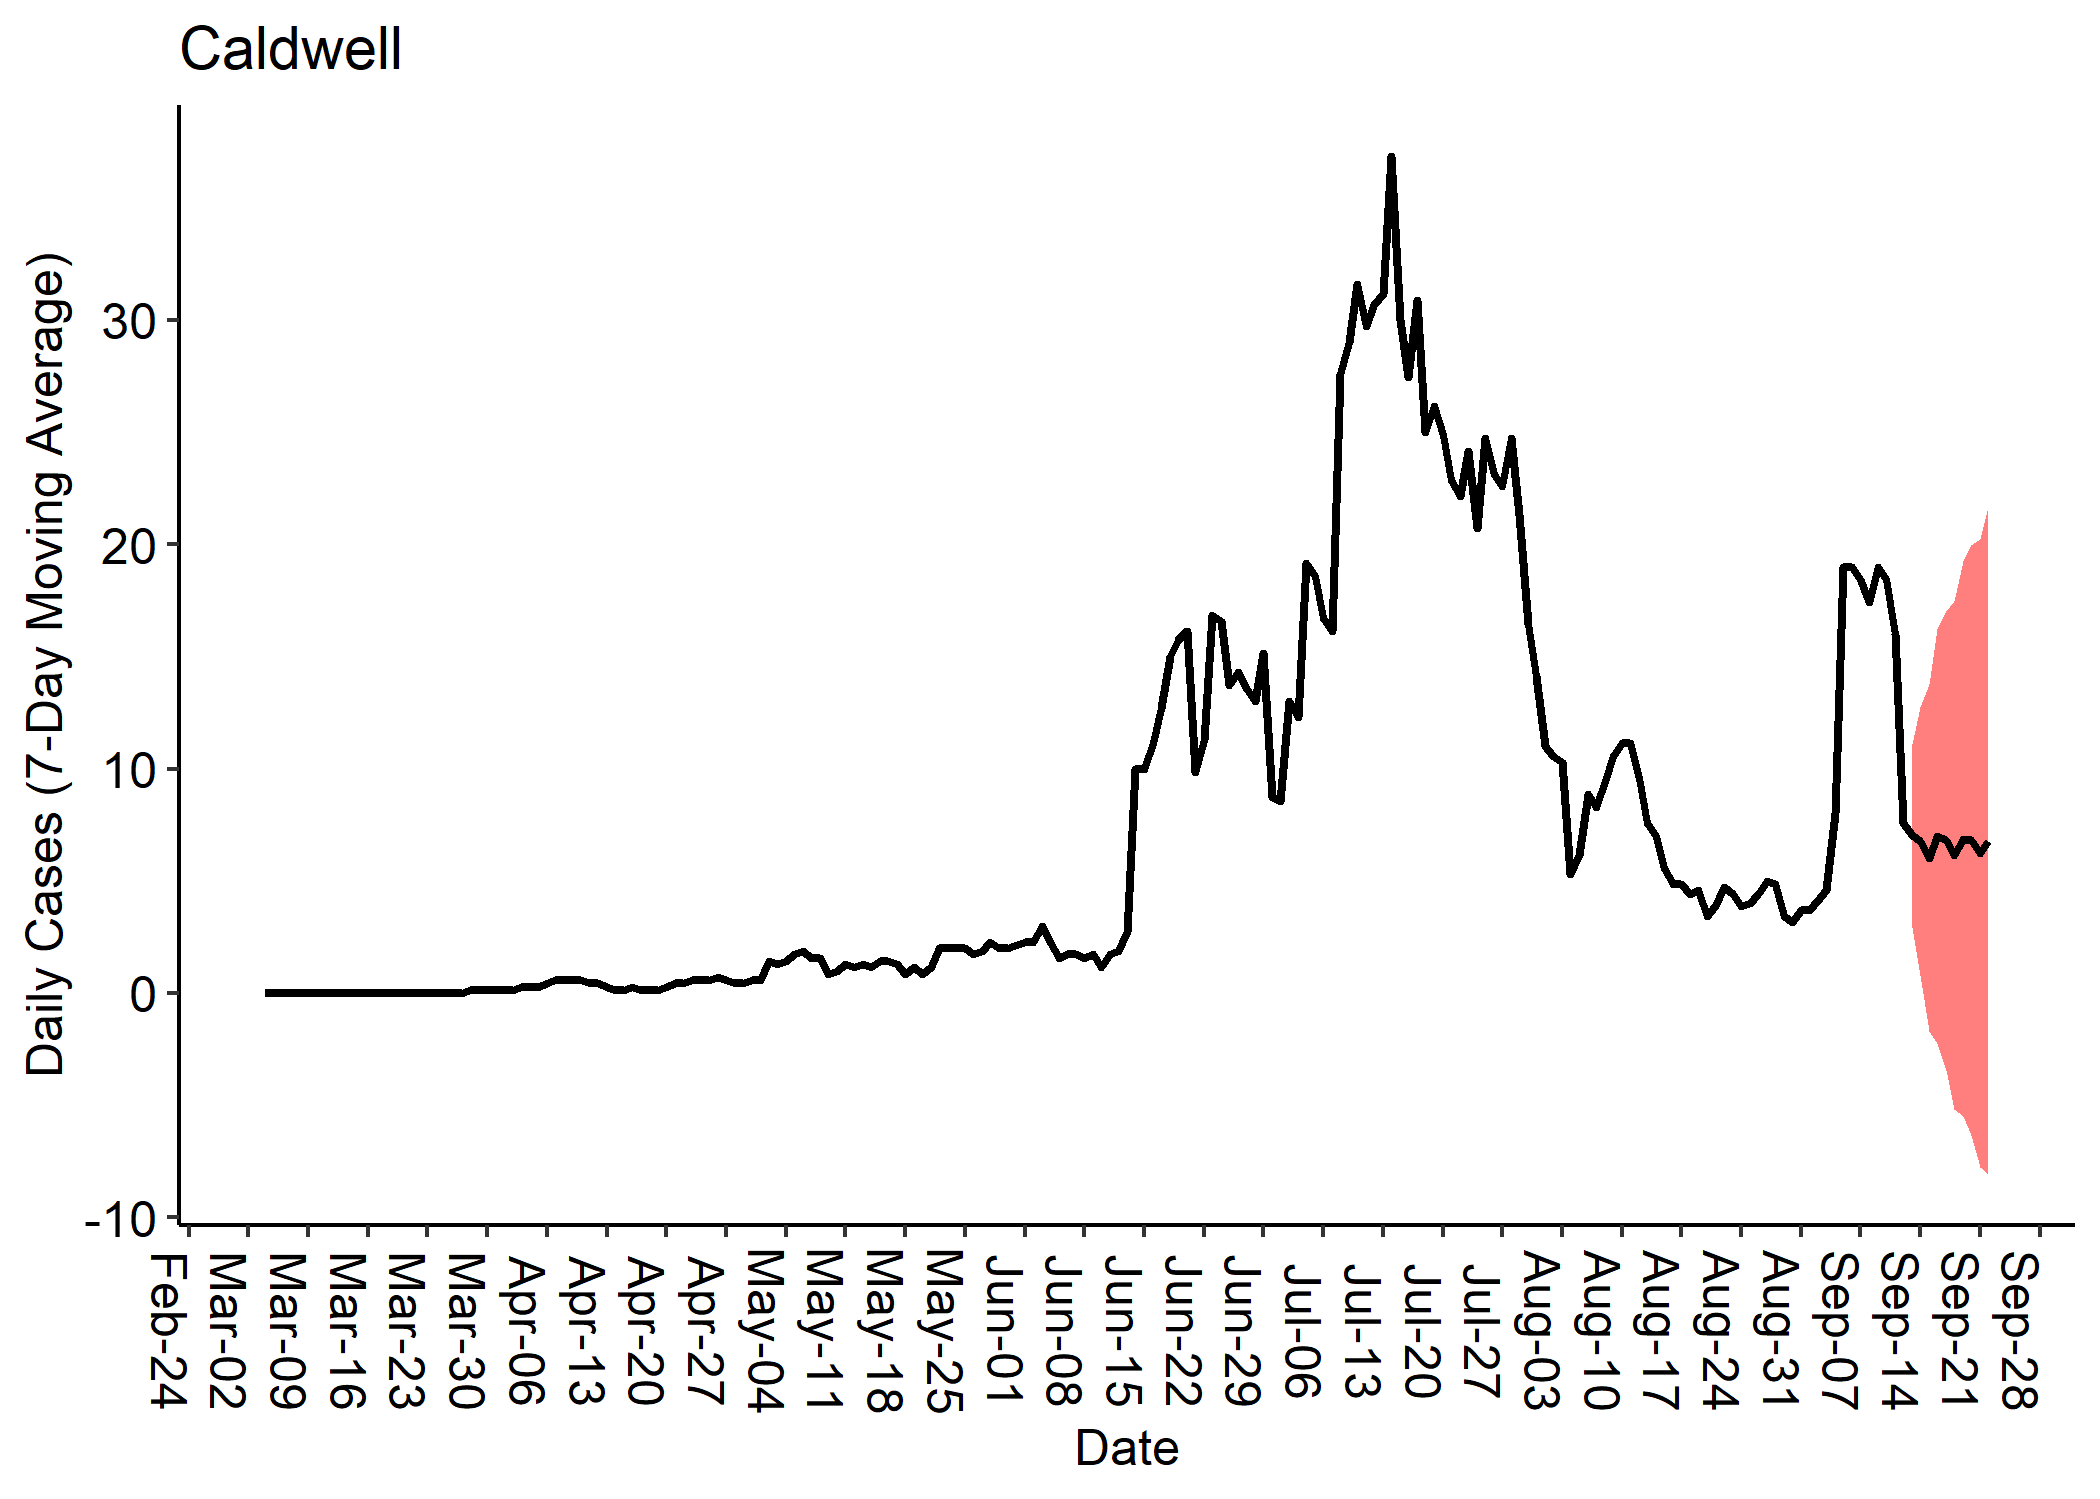 Caldwell
Daily Cases (7-Day Moving Average)
30
20
10
0
-10
Feb-24
Mar-02
Mar-09
Mar-16
Mar-23
Mar-30
Apr-06
Apr-13
Apr-20
Apr-27
May-04
May-11
May-18
May-25
Jun-01
Jun-08
Jun-15
Jun-22
Jun-29
Jul-06
Jul-13
Jul-20
Jul-27
Aug-03
Aug-10
Aug-17
Aug-24
Aug-31
Sep-07
Sep-14
Sep-21
Sep-28
Date